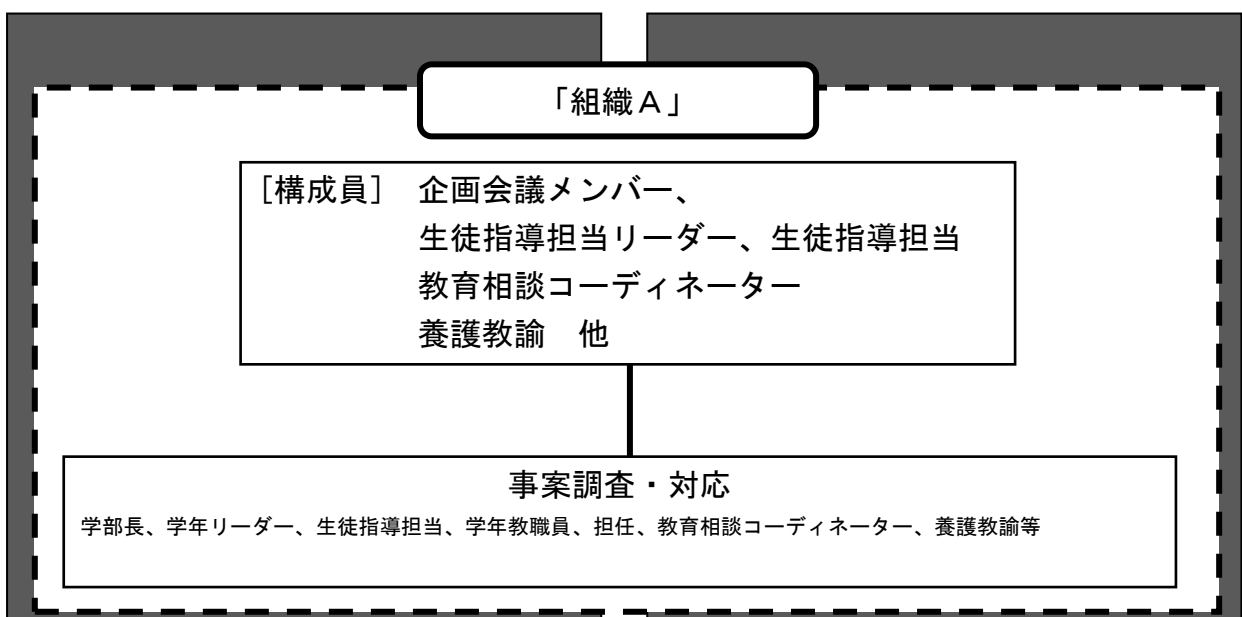 「組織A」
［構成員］　企画会議メンバー、
生徒指導担当リーダー、生徒指導担当
教育相談コーディネーター
養護教諭　他
事案調査・対応
学部長、学年リーダー、生徒指導担当、学年教職員、担任、教育相談コーディネーター、養護教諭等